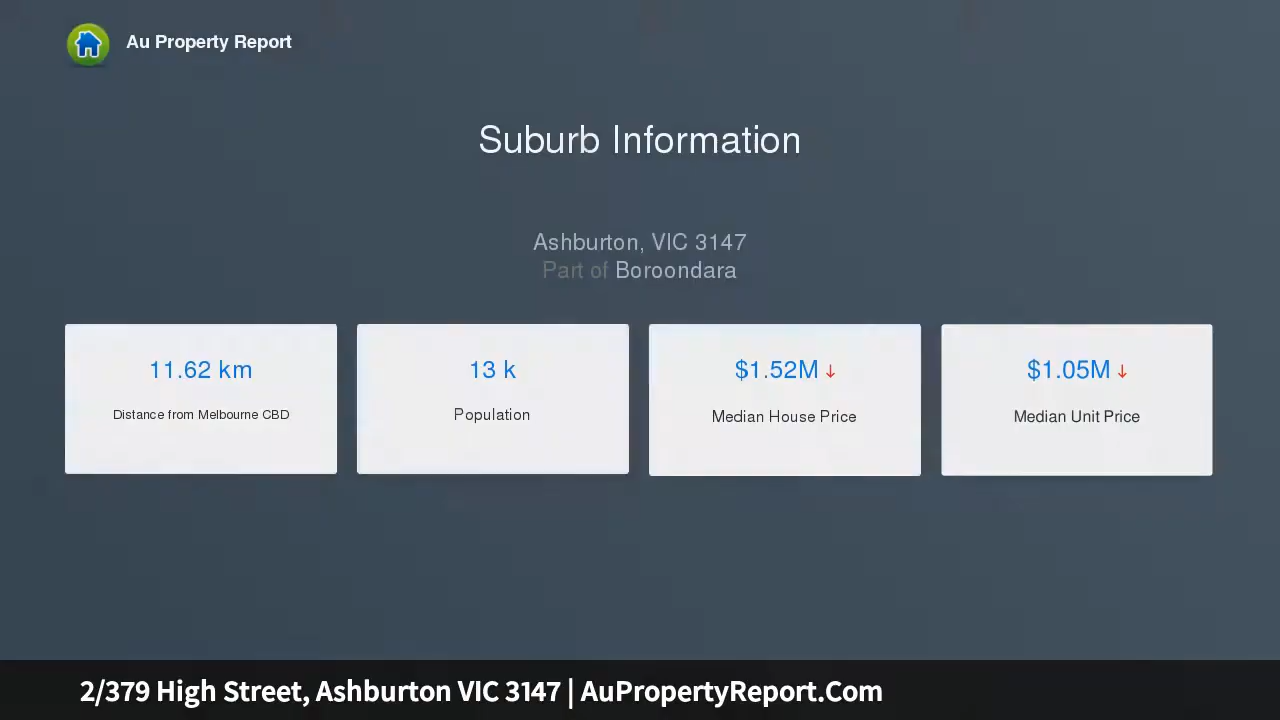 Au Property Report
Suburb Information
Ashburton, VIC 3147
Part of Boroondara
11.62 km
Distance from Melbourne CBD
13 k
Population
$1.52M ↓
Median House Price
$1.05M ↓
Median Unit Price
2/379 High Street, Ashburton VIC 3147 | AuPropertyReport.Com